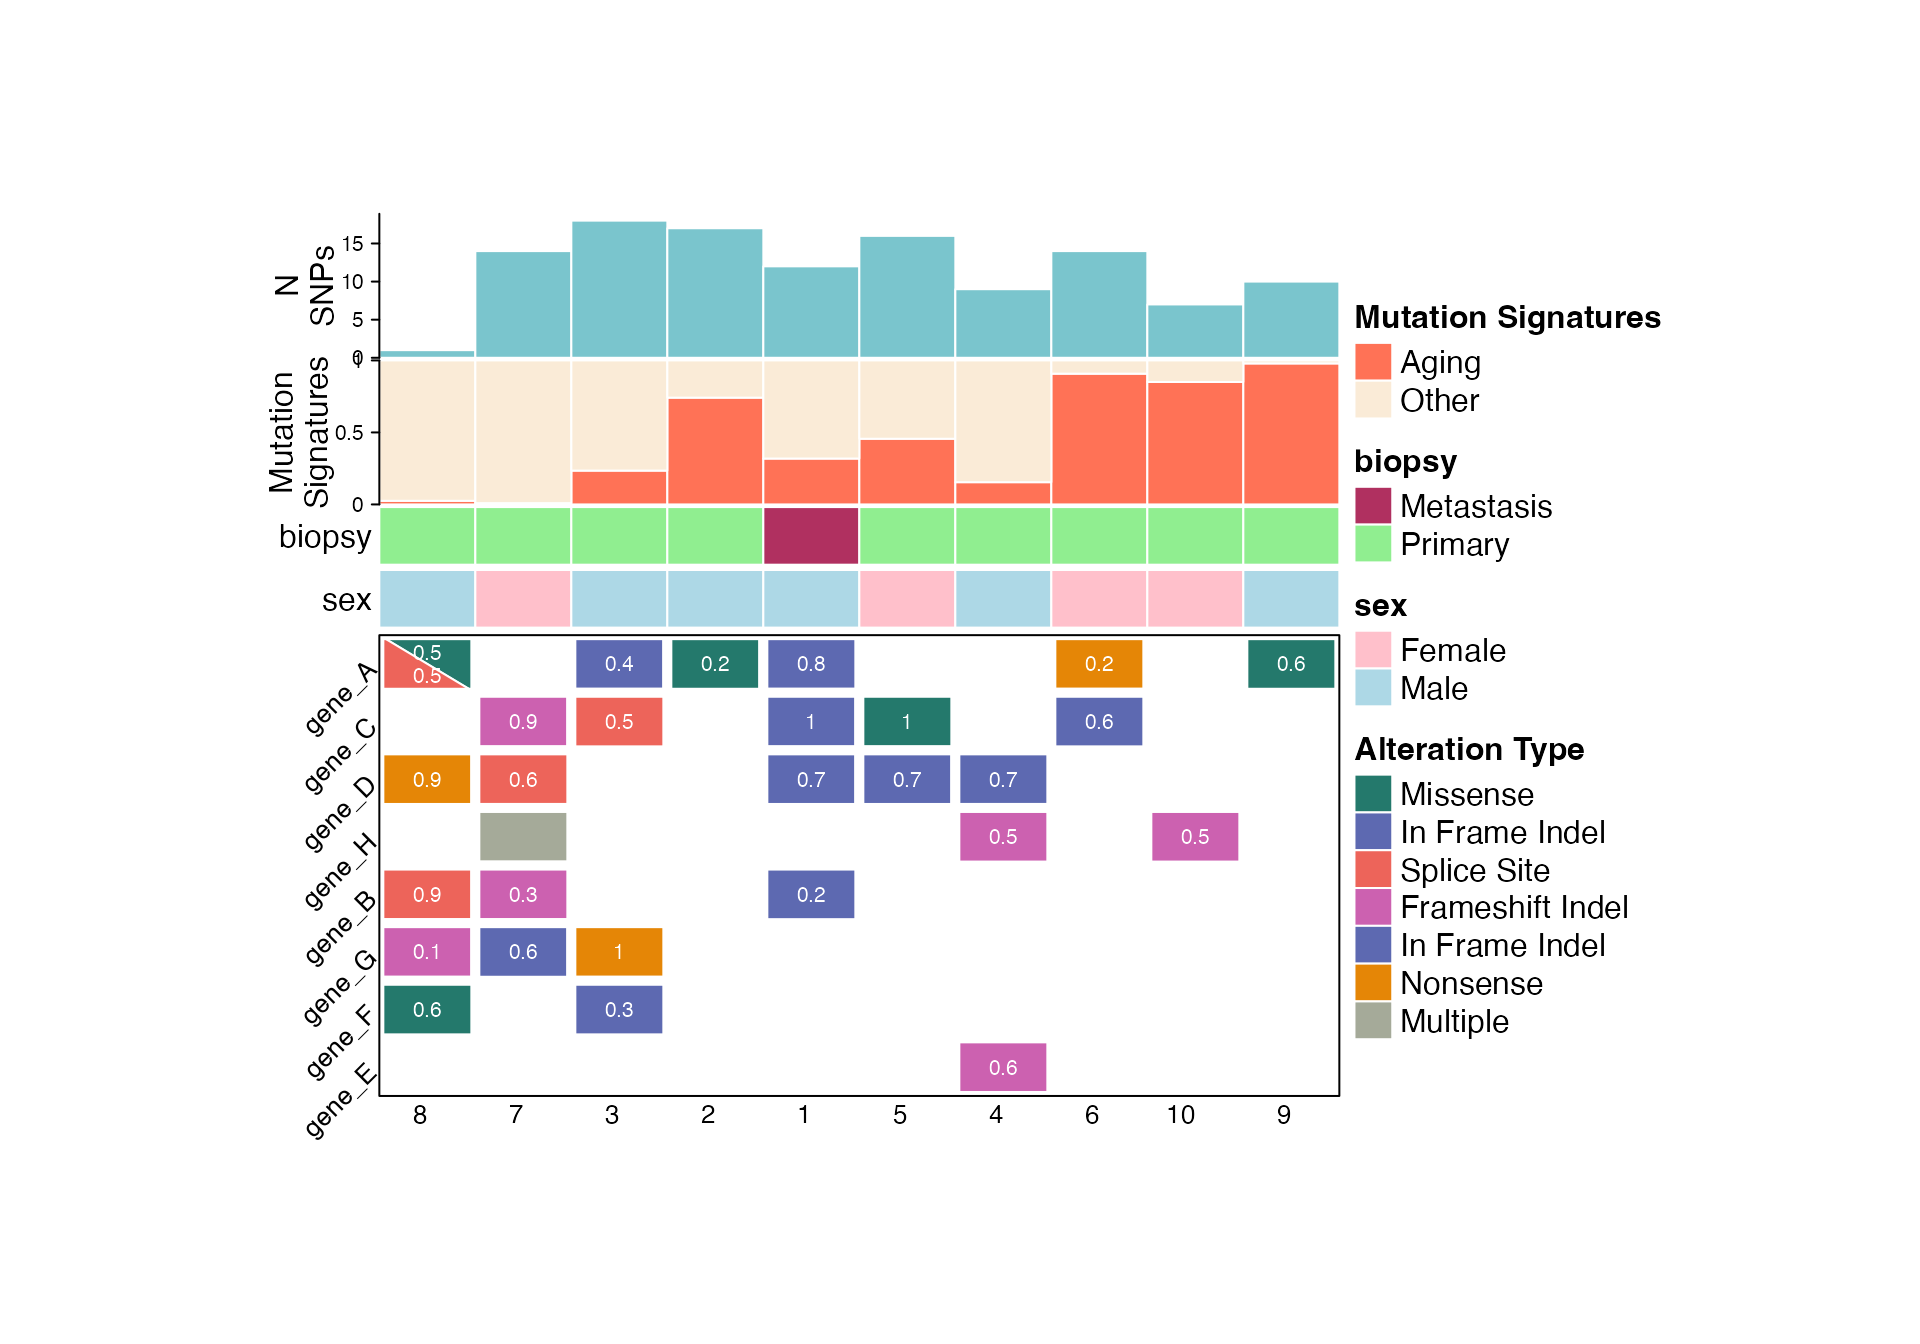 N
SNPs
15
10
5
0
Mutation
Signatures
1
0.5
0
biopsy
sex
gene_A
0.5
0.5
0.4
0.2
0.8
0.2
0.6
gene_C
0.9
0.5
1
1
0.6
gene_D
0.9
0.6
0.7
0.7
0.7
gene_H
0.5
0.5
gene_B
0.9
0.3
0.2
gene_G
0.1
0.6
1
gene_F
0.6
0.3
gene_E
0.6
8 7 3 2 1 5 4 6 10 9
Mutation Signatures
Aging
Other
biopsy
Metastasis
Primary
sex
Female
Male
Alteration Type
Missense
In Frame Indel
Splice Site
Frameshift Indel
In Frame Indel
Nonsense
Multiple